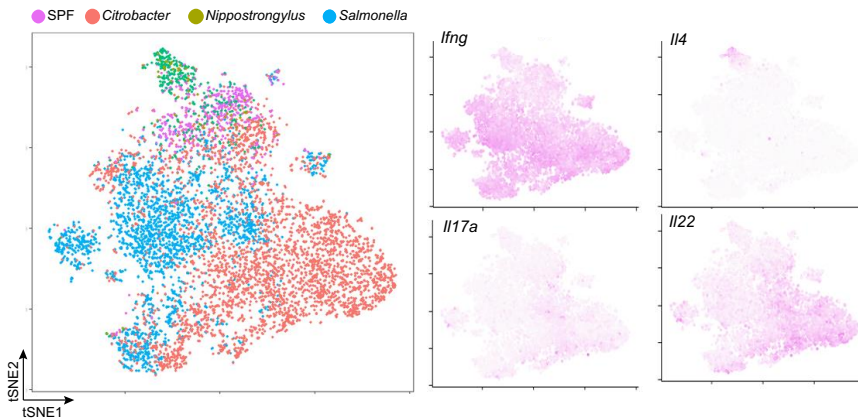 SPF Citrobacter Nippostrongylus Salmonella
Ifng
Il4
Il17a
Il22
tSNE2
tSNE1